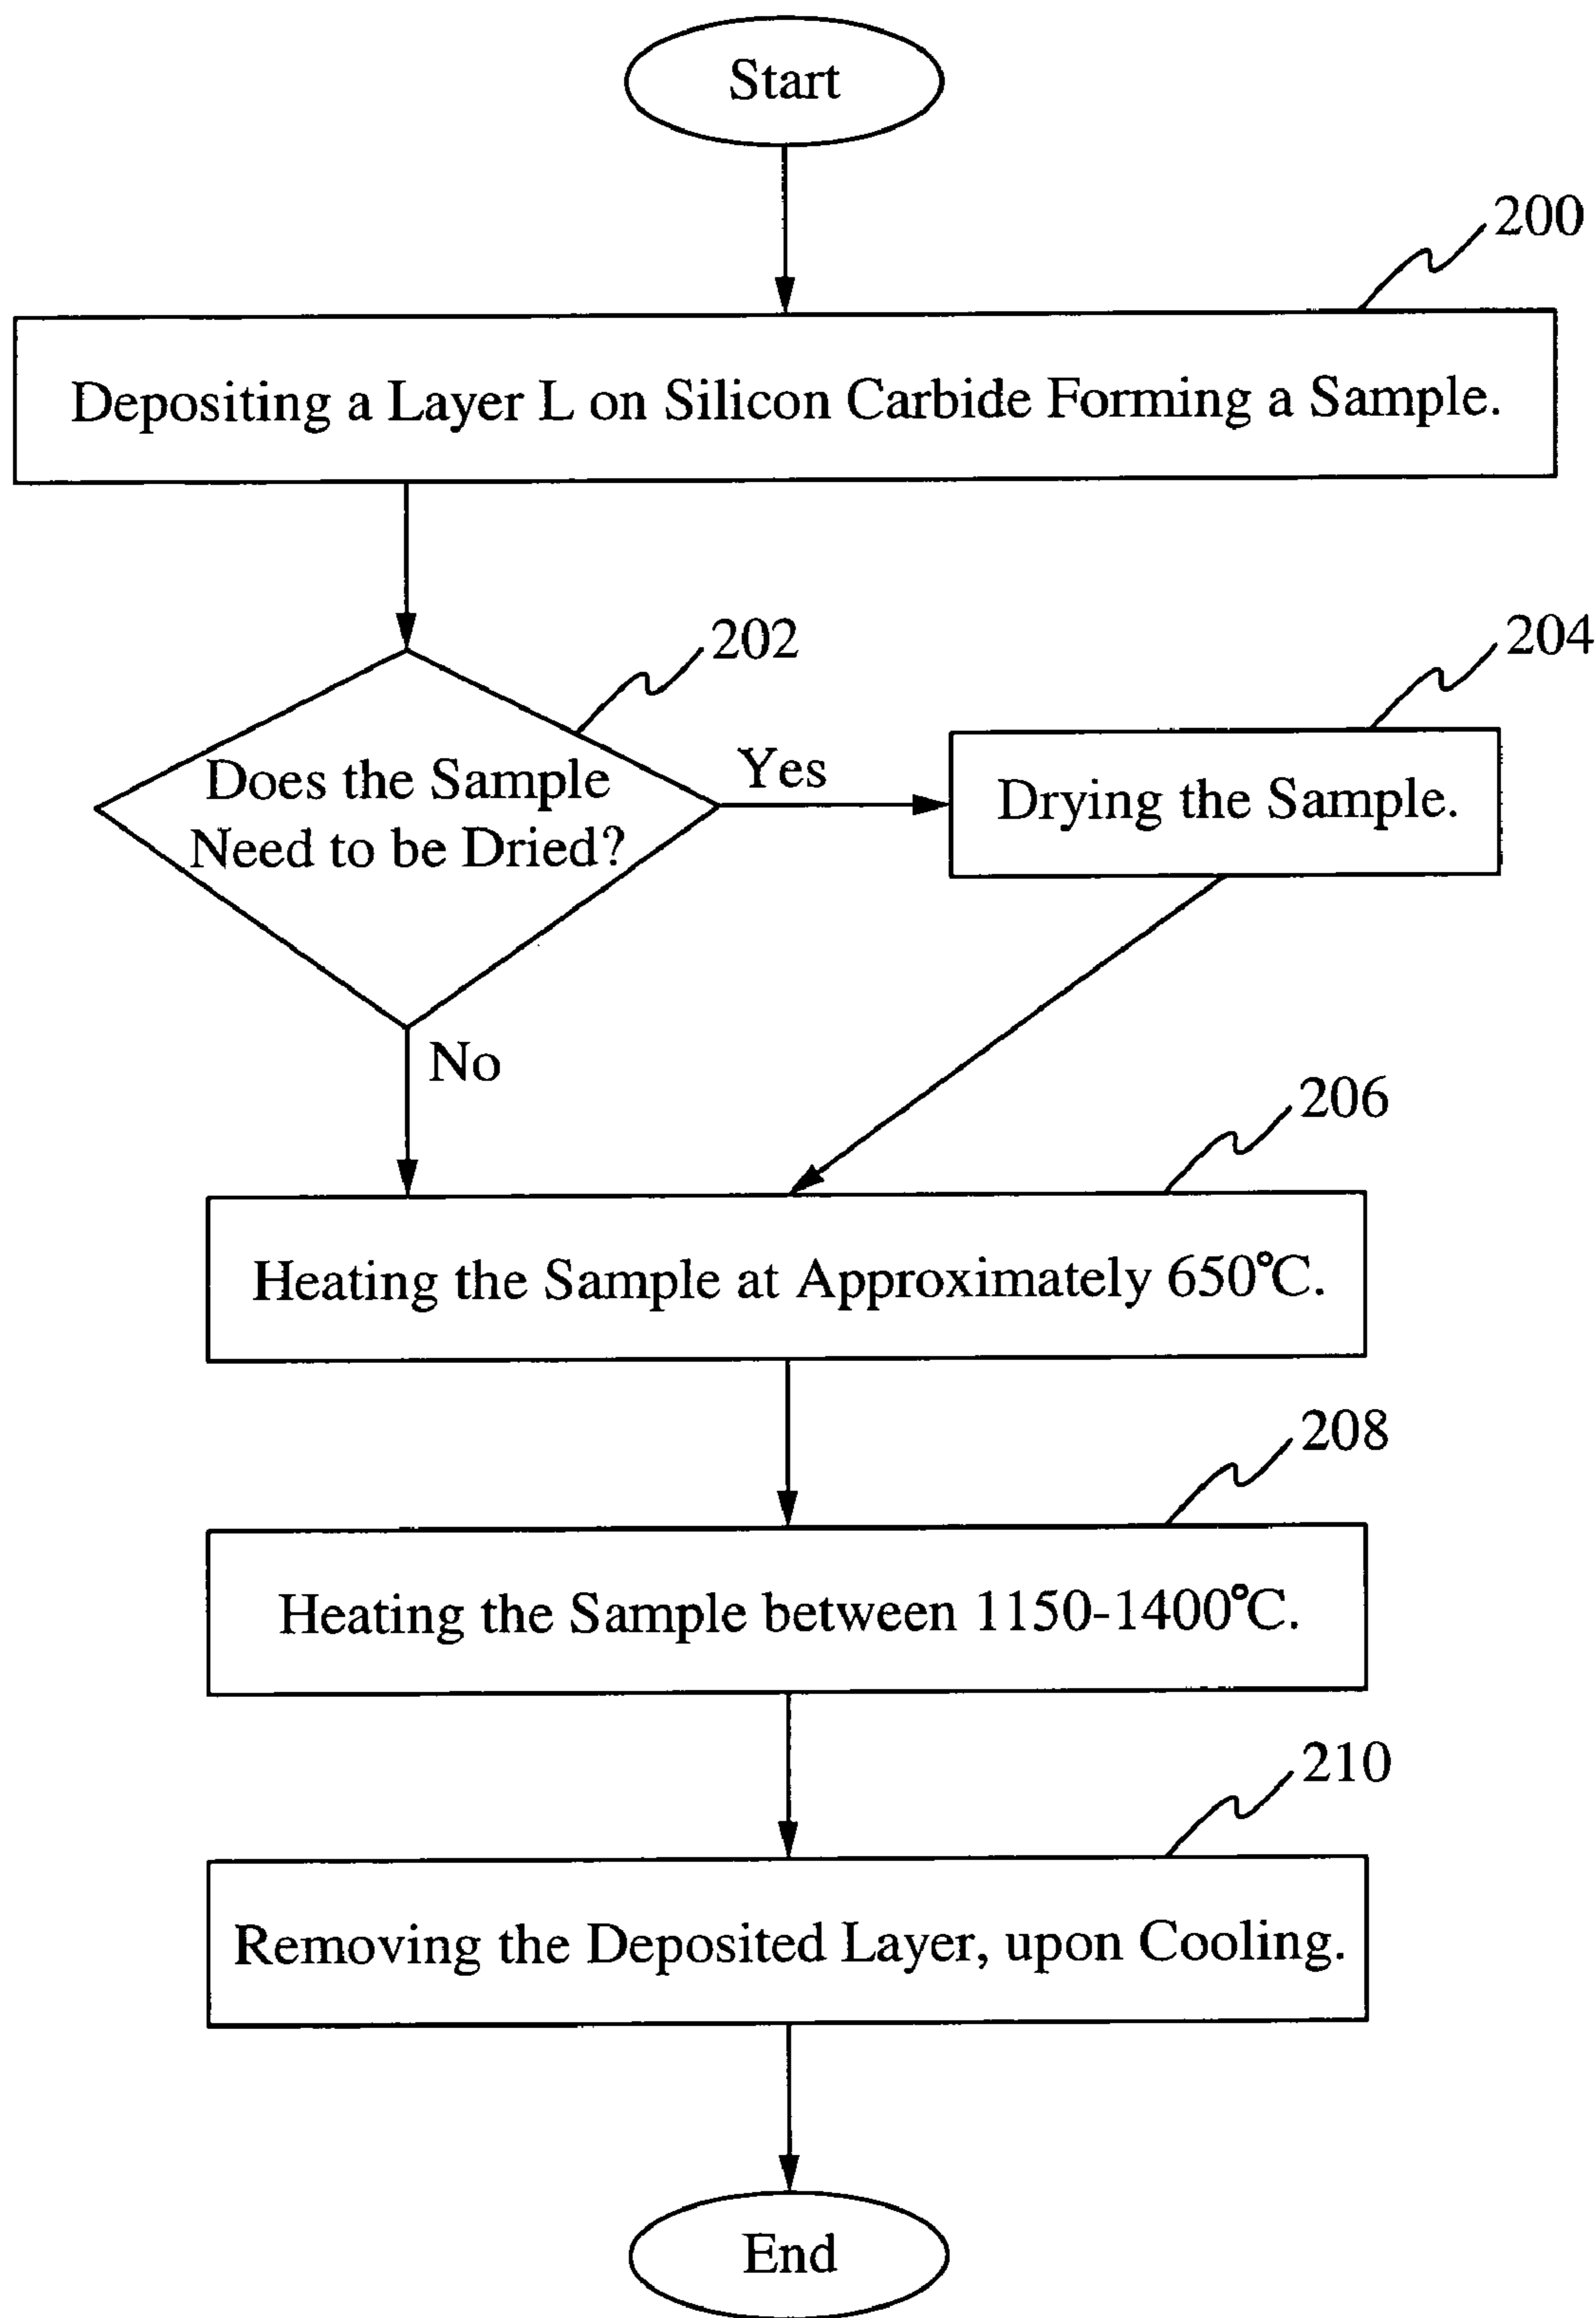 Start
200
Depositing a Layer L on Silicon Carbide Forming a Sample.
202
204
Does the Sample
Need to be Dried?
Yes
Drying the Sample.
No
206
Heating the Sample at Approximately 650℃.
208
Heating the Sample between 1150-1400℃.
210
Removing the Deposited Layer, upon Cooling.
End